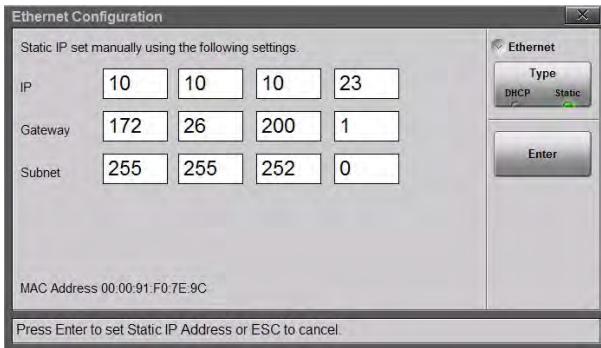 Ethernet Configuration
Static IP set manually using the following settings.
Ethernet
Type
DHCP Static
IP 10 10 10 23
Gateway 172 26 200 1
Enter
Subnet 255 255 252 0
MAC Address 00:00:91:F0:7E:9C
Press Enter to set Static IP Address or ESC to cancel.